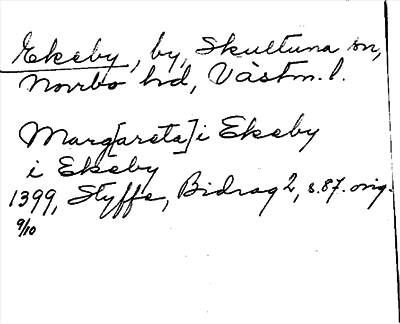 Ekeby, by, Skultuna sn,
Norrbo hd, Västm. l.
Marg[areta] i Ekeby
i Ekeby
1399, Styffe, Bidrag 2, s. 87. orig.
9/10